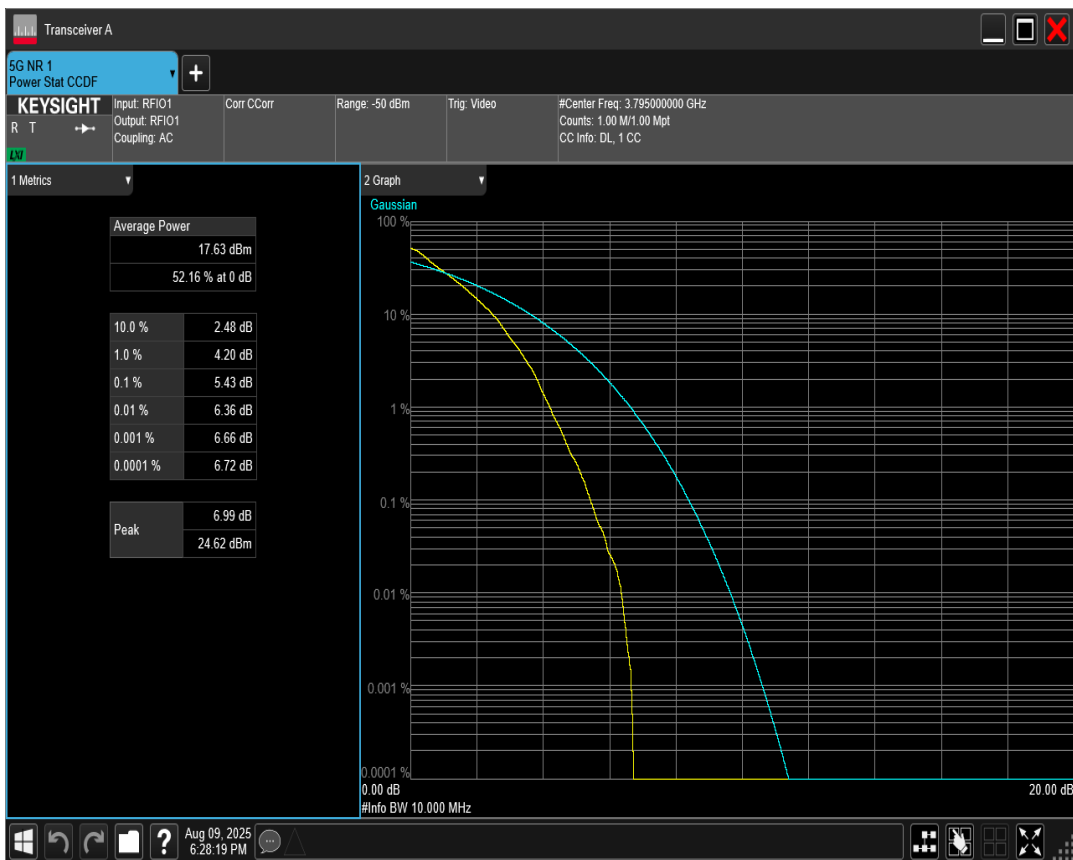 Transceiver A
5G NR 1
Power Stat CCDF
+
KEYSIGHT
R T
LXI
Input: RFIO1
Output: RFIO1
Coupling: AC
Corr CCorr
Range: -50 dBm
Trig: Video
#Center Freq: 3.795000000 GHz
Counts: 1.00 M/1.00 Mpt
CC Info: DL, 1 CC
1 Metrics
Average Power
17.63 dBm
52.16 % at 0 dB
10.0 % 2.48 dB
1.0 % 4.20 dB
0.1 % 5.43 dB
0.01 % 6.36 dB
0.001 % 6.66 dB
0.0001 % 6.72 dB
Peak
6.99 dB
24.62 dBm
2 Graph
Gaussian
100 %
10 %
1 %
0.1 %
0.01 %
0.001 %
0.0001 %
0.00 dB 20.00 dB
#Info BW 10.000 MHz
?
Aug 09, 2025
6:28:19 PM